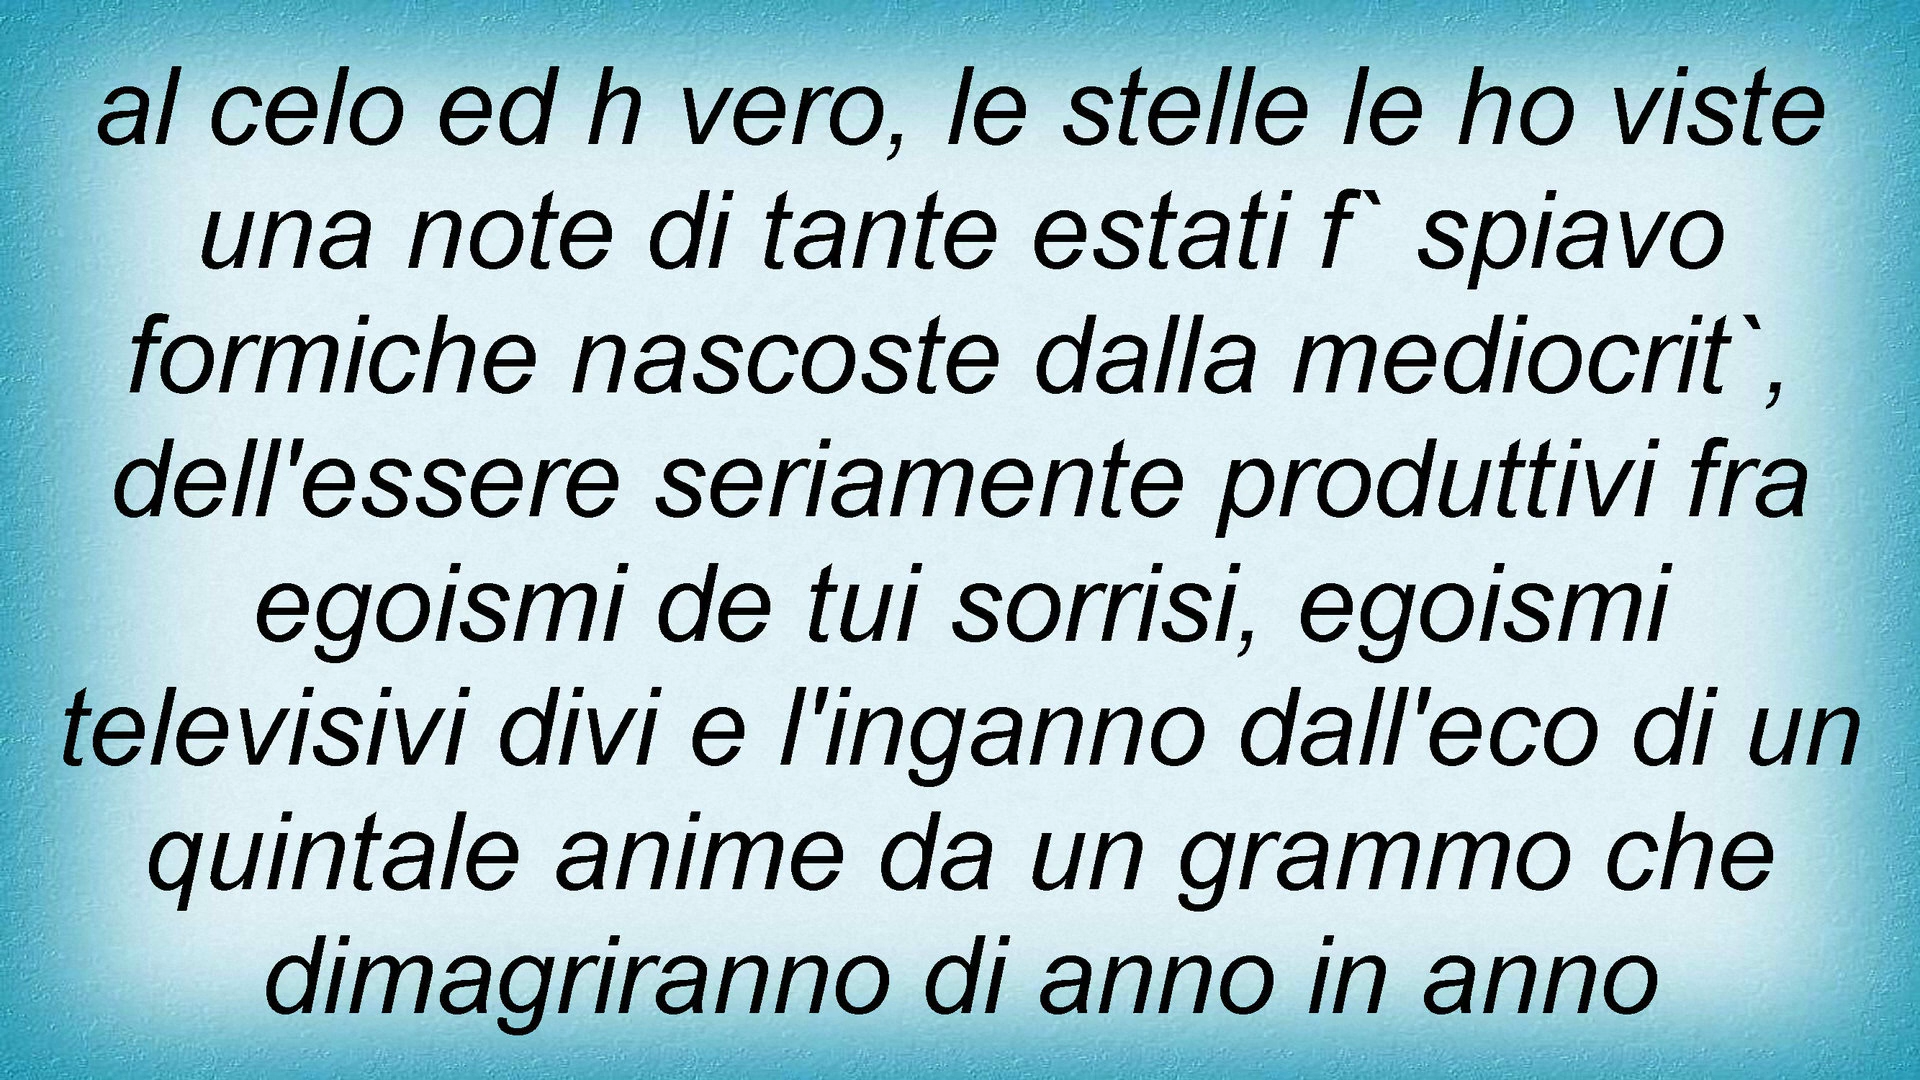 al celo ed h vero, le stelle le ho viste
una note di tante estati f` spiavo
formiche nascoste dalla mediocrit`,
dell'essere seriamente produttivi fra
egoismi de tui sorrisi, egoismi
televisivi divi e l'inganno dall'eco di un
quintale anime da un grammo che
dimagriranno di anno in anno